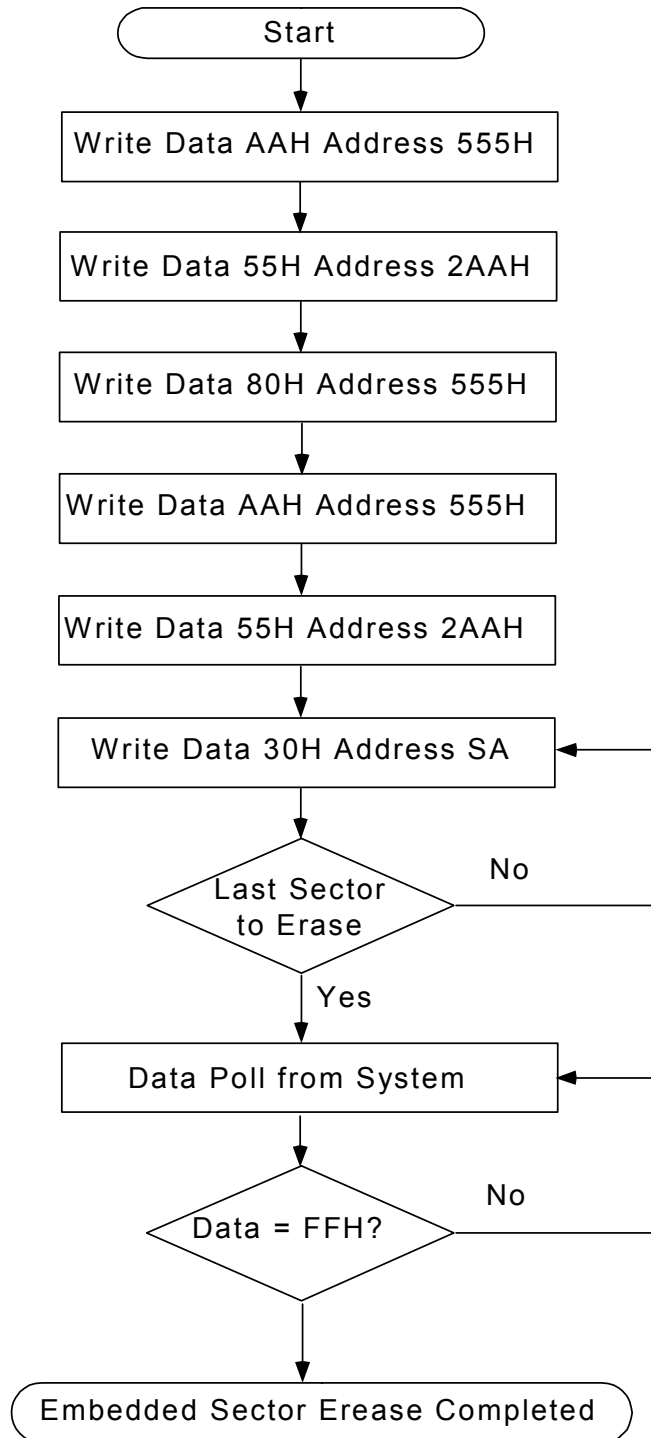 Start
Write Data AAH Address 555H
Write Data 55H Address 2AAH
Write Data 80H Address 555H
Write Data AAH Address 555H
Write Data 55H Address 2AAH
Write Data 30H Address SA
Last Sector
to Erase
No
Yes
Data Poll from System
Data = FFH?
No
Embedded Sector Erease Completed